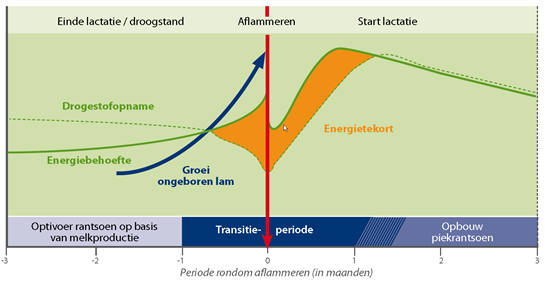 Einde lactatie / droogstand
Aflammeren
Start lactatie
Drogestofopname
Energiebehoefte
Groei
ongeboren lam
Energietekort
Optivoer rantsoen op basis
van melkproductie
Transitie- periode
Opbouw
piekrantsoen
-3 -2 -1 0 1 2 3
Periode rondom aflammeren (in maanden)